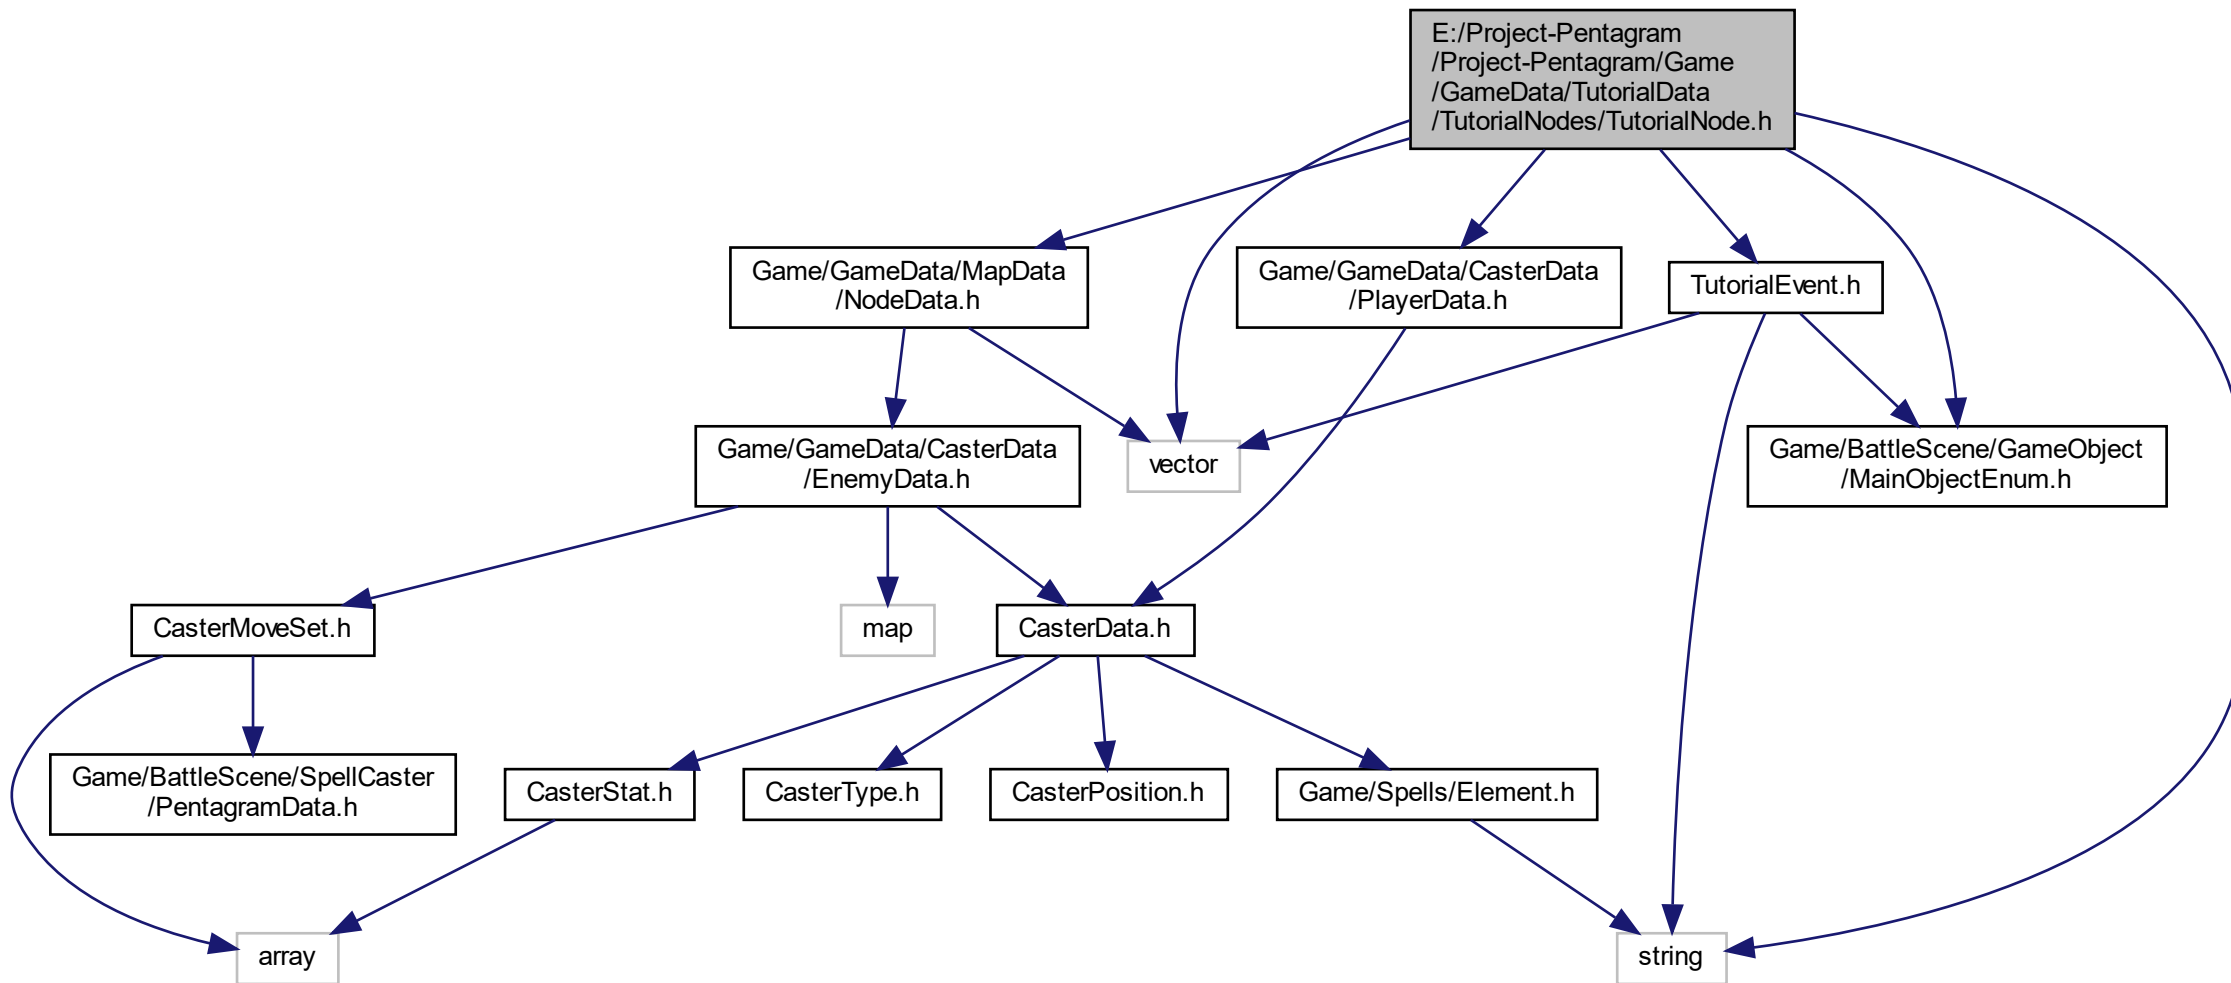 E:/Project-Pentagram
/Project-Pentagram/Game
/GameData/TutorialData
/TutorialNodes/TutorialNode.h
Game/GameData/MapData
/NodeData.h
Game/GameData/CasterData
/PlayerData.h
TutorialEvent.h
Game/GameData/CasterData
/EnemyData.h
vector
Game/BattleScene/GameObject
/MainObjectEnum.h
CasterMoveSet.h
map
CasterData.h
Game/BattleScene/SpellCaster
/PentagramData.h
CasterStat.h
CasterType.h
CasterPosition.h
Game/Spells/Element.h
array
string